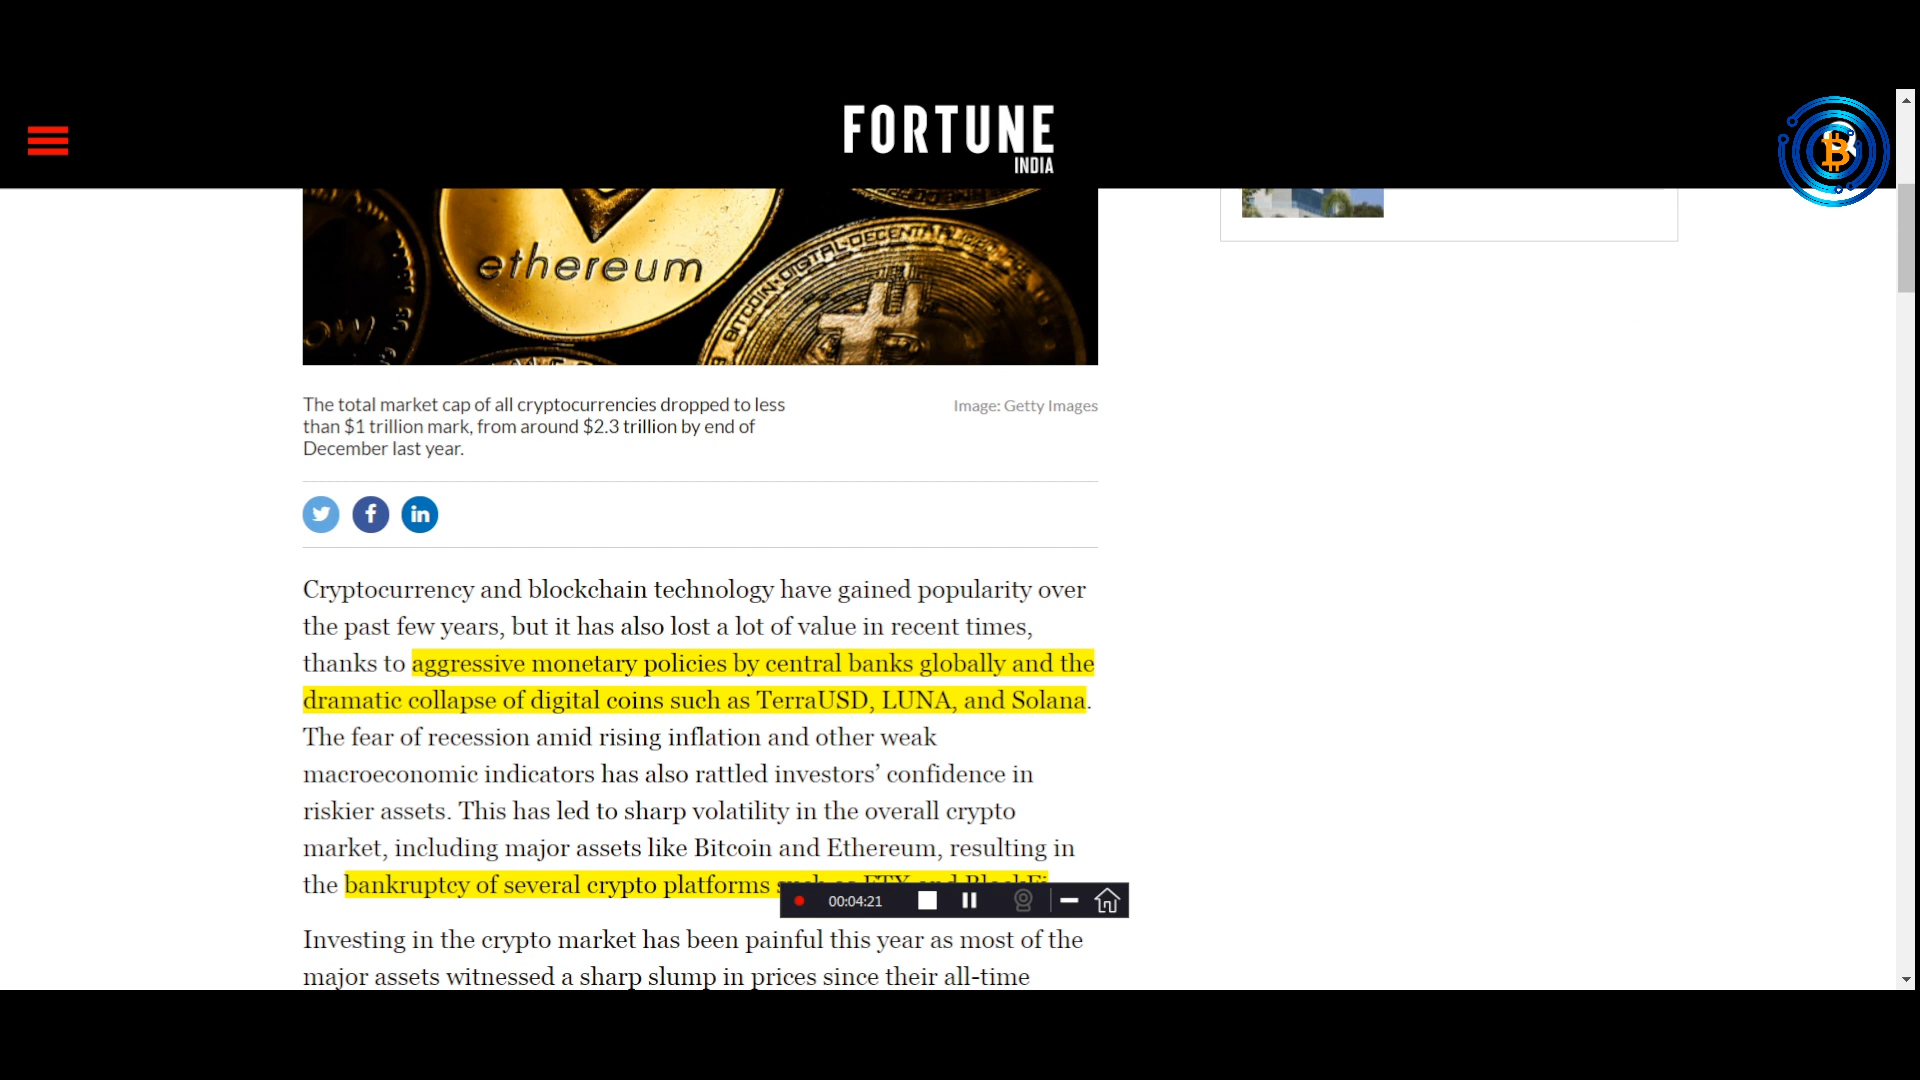 FORTUNE
INDIA
ethereum
BITCOIN DIGITAL DECENTRALIZED
The total market cap of all cryptocurrencies dropped to less
than $1 trillion mark, from around $2.3 trillion by end of
December last year.
Image: Getty Images
Cryptocurrency and blockchain technology have gained popularity over
the past few years, but it has also lost a lot of value in recent times,
thanks to aggressive monetary policies by central banks globally and the
dramatic collapse of digital coins such as TerraUSD, LUNA, and Solana.
The fear of recession amid rising inflation and other weak
macroeconomic indicators has also rattled investors’ confidence in
riskier assets. This has led to sharp volatility in the overall crypto
market, including major assets like Bitcoin and Ethereum, resulting in
the bankruptcy of several crypto platforms such as FTX and BlockFi
00:04:21
Investing in the crypto market has been painful this year as most of the
major assets witnessed a sharp slump in prices since their all-time